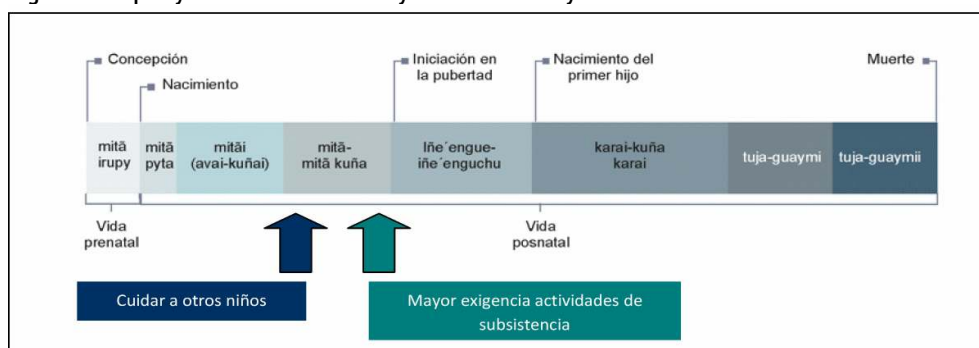 Concepción
Nacimiento
Iniciación en
la pubertad
Nacimiento del
primer hijo
Muerte
mitã
irupy
mitã
pyta
mitãi
(avai-kuñai)
mitã-
mitã kuña
Iñe´engue-
iñe´enguchu
karai-kuña
karai
tuja-guaymi
tuja-guaymii
Vida
prenatal
Vida
posnatal
Cuidar a otros niños
Mayor exigencia actividades de
subsistencia